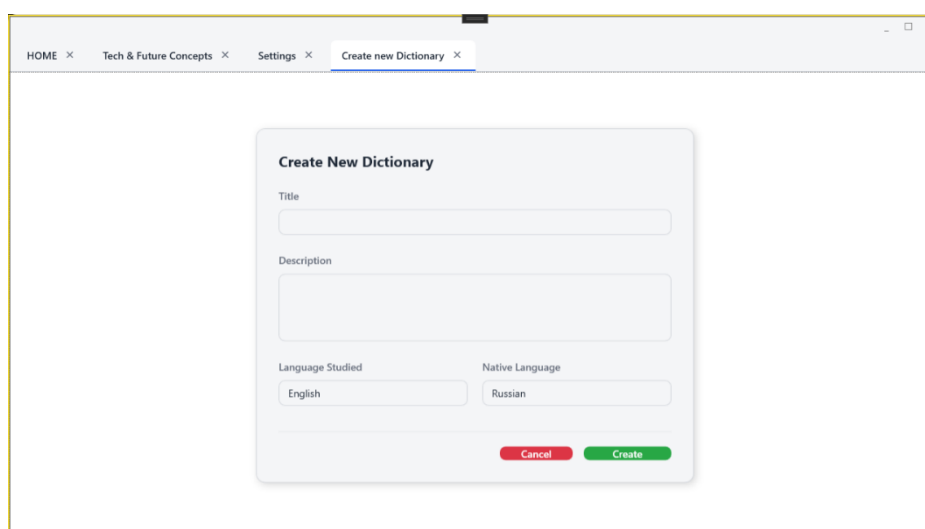 HOME
Tech & Future Concepts
Settings
Create new Dictionary
Create New Dictionary
Title
Description
Language Studied
Native Language
English
Russian
Cancel
Create